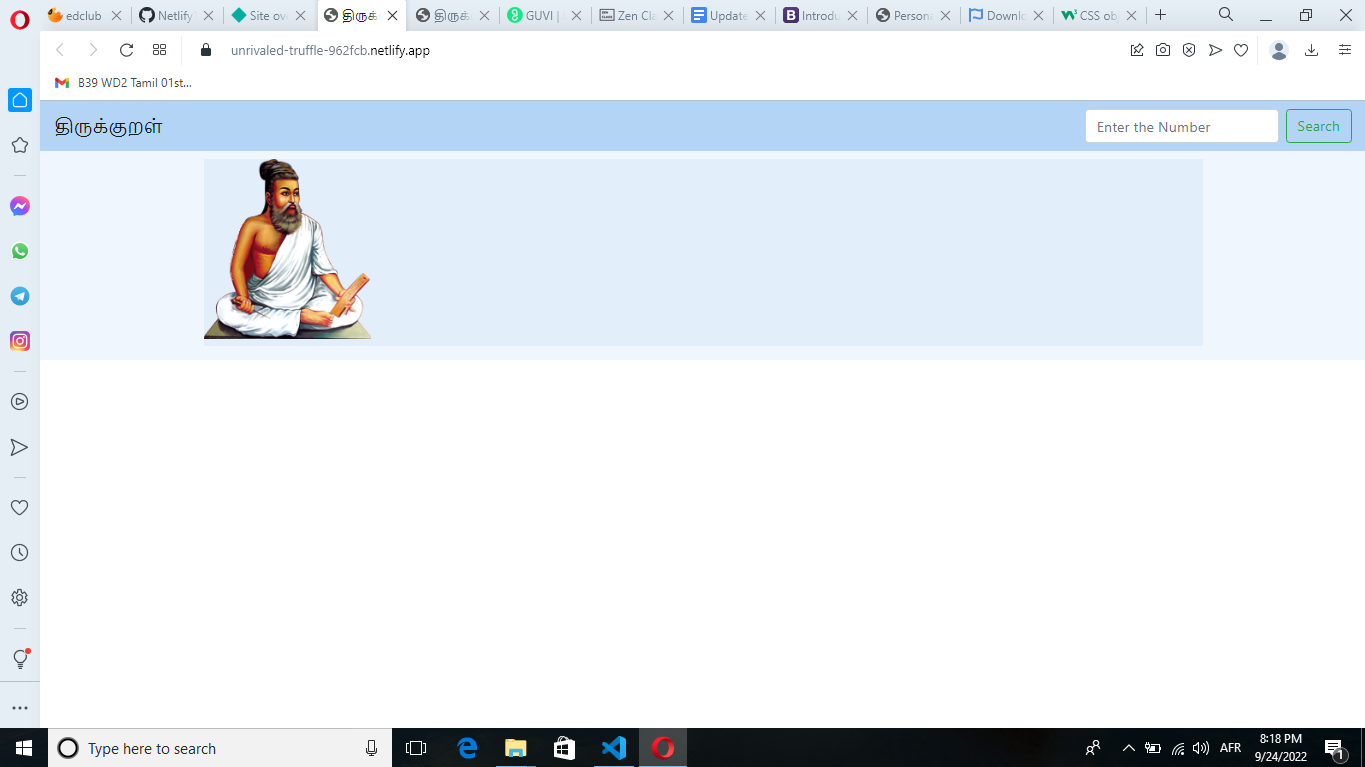 edclub
Netlify
Site ove
திருக்
திருக்
GUVI |
Zen Cla
Update
Introdu
Person
Downlo
CSS ob
unrivaled-truffle-962fcb.netlify.app
B39 WD2 Tamil 01st...
திருக்குறள்
Enter the Number
Search
Type here to search
AFR
8:18 PM
9/24/2022
1